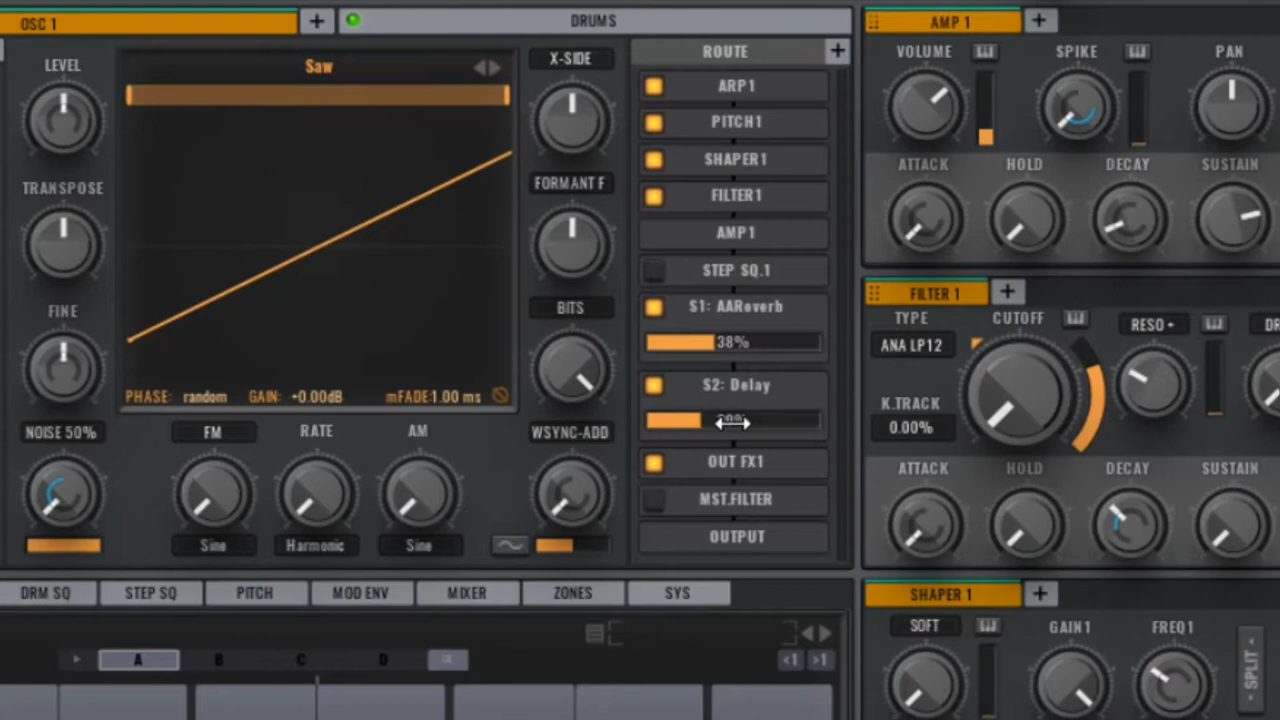 OSC 1
+
DRUMS
LEVEL
Saw
X-SIDE
TRANSPOSE
FORMANT F
FINE
BITS
PHASE: random GAIN: +0.00dB mFADE:1.00 ms
NOISE 50%
FM
RATE
AM
WSYNC-ADD
Sine
Harmonic
Sine
ROUTE
+
ARP1
PITCH1
SHAPER1
FILTER1
AMP1
STEP SQ.1
S1: AAReverb
38%
S2: Delay
OUT FX1
MST.FILTER
OUTPUT
AMP 1
+
VOLUME
SPIKE
PAN
ATTACK
HOLD
DECAY
SUSTAIN
FILTER 1
+
TYPE
CUTOFF
RESO +
ANA LP12
K.TRACK
0.00%
ATTACK
HOLD
DECAY
SUSTAIN
SHAPER 1
+
SOFT
GAIN1
FREQ1
SPLIT
DRM SQ
STEP SQ
PITCH
MOD ENV
MIXER
ZONES
SYS
A
B
C
D
<1
>1